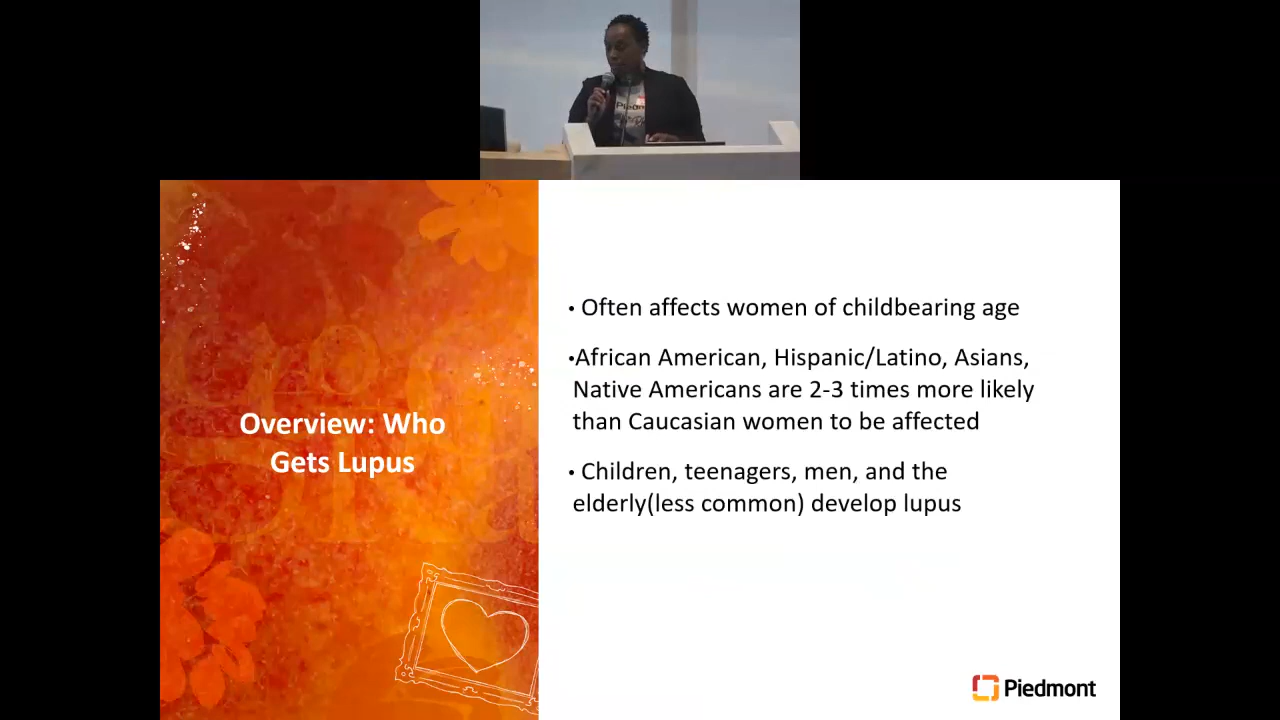 Piedm
Overview: Who
Gets Lupus
• Often affects women of childbearing age
•African American, Hispanic/Latino, Asians,
Native Americans are 2-3 times more likely
than Caucasian women to be affected
• Children, teenagers, men, and the
elderly(less common) develop lupus
Piedmont